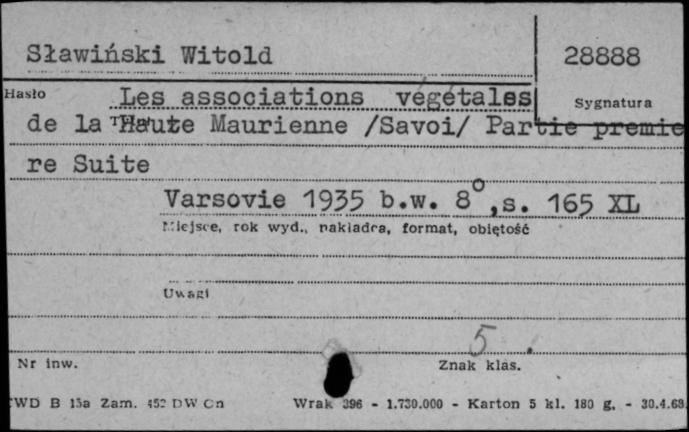 Sławiński Witold
28888
Hasło
Les associations végétales
Sygnatura
de la Haute Maurienne /Savoi/ Partie premie
re Suite
Varsovie 1935 b.w. 8°, s. 165 XL
Miejsce, rok wyd., nakładca, format, objętość
Uwagi
5.
Nr inw.
Znak klas.
CWD B 15a Zam. 452 DW Cn
Wrak 396 - 1.730.000 - Karton 5 kl. 180 g. - 30.4.68